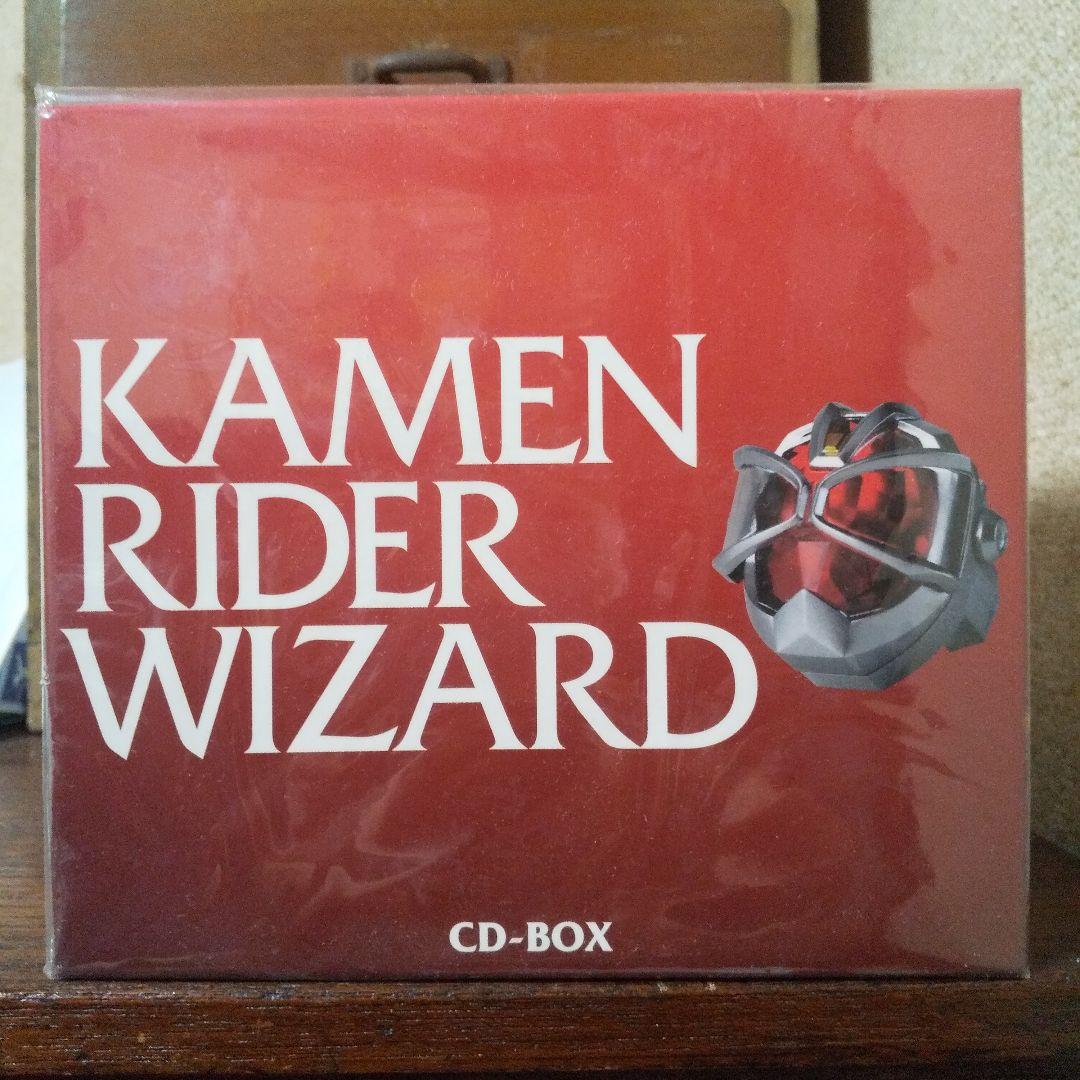 KAMEN
RIDER
WIZARD
CD-BOX